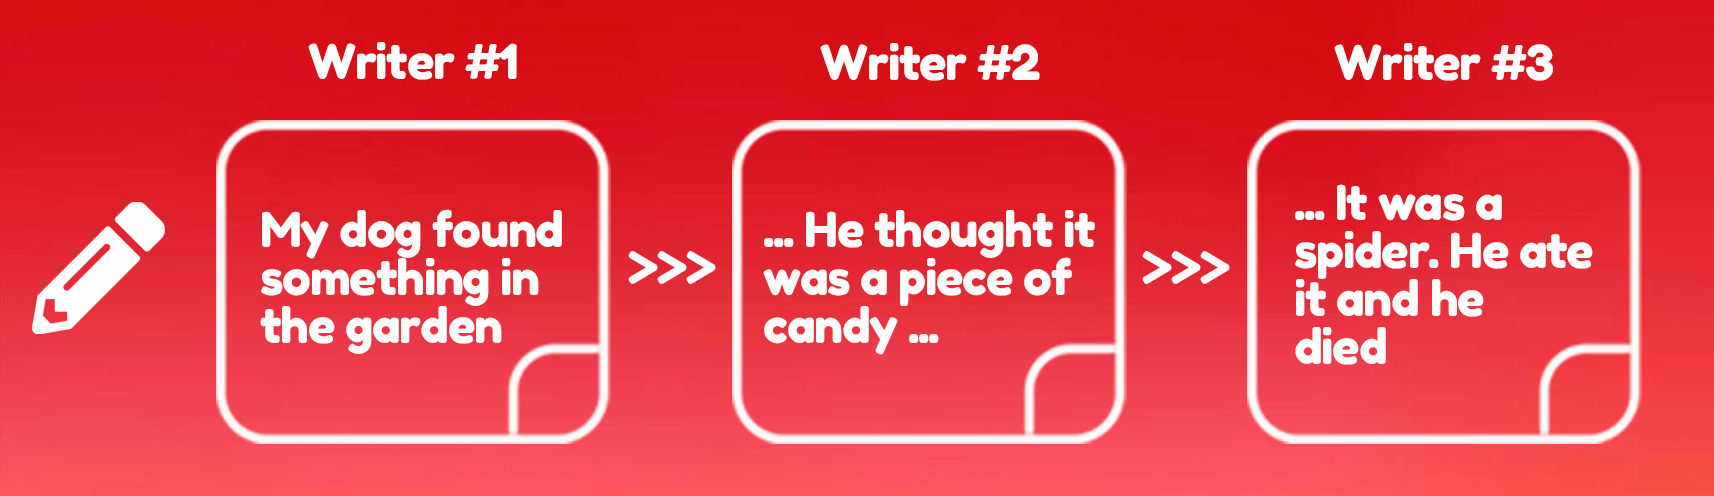 Writer #1
My dog found
something in
the garden
>>>
Writer #2
... He thought it
was a piece of
candy ...
>>>
Writer #3
... It was a
spider. He ate
it and he
died